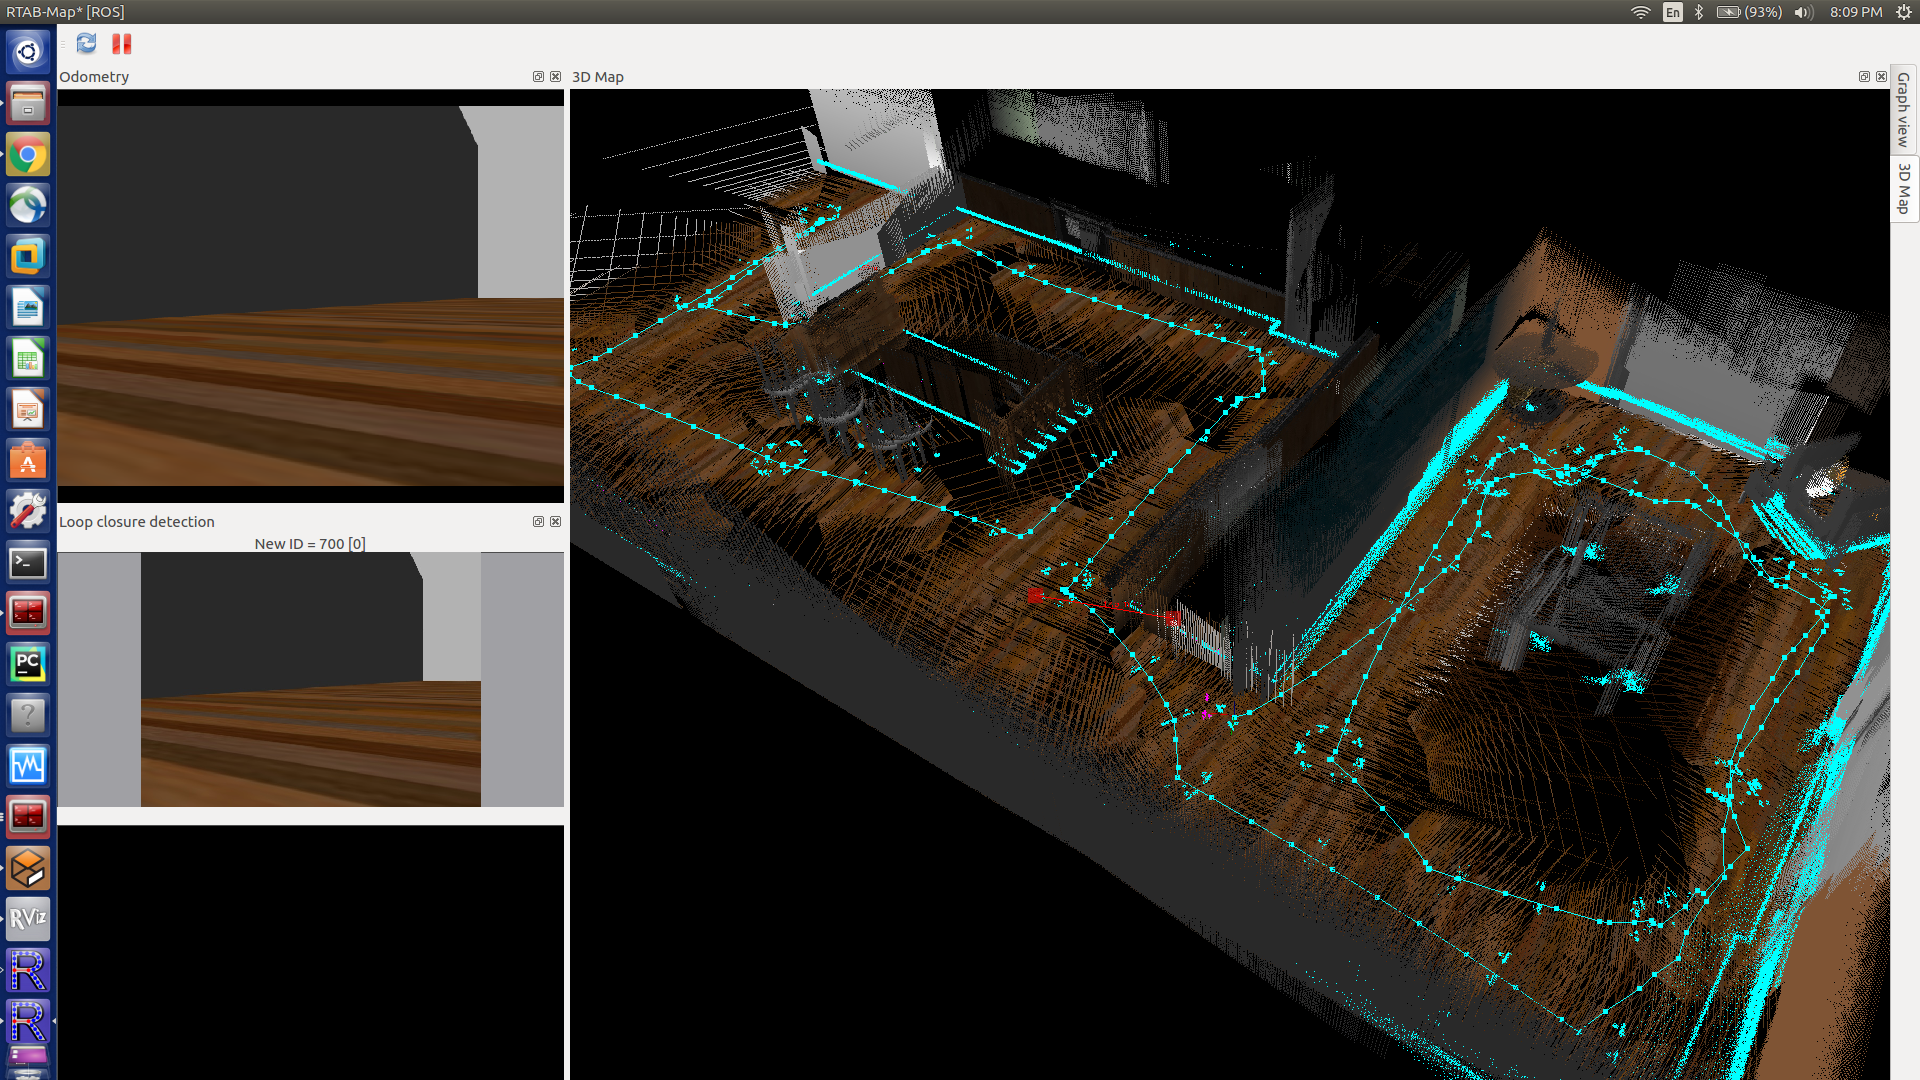 RTAB-Map* [ROS]
En
(93%)
8:09 PM
Odometry
3D Map
Graph view
3D Map
Loop closure detection
New ID = 700 [0]
A
>_
PC
?
RViz
R
R